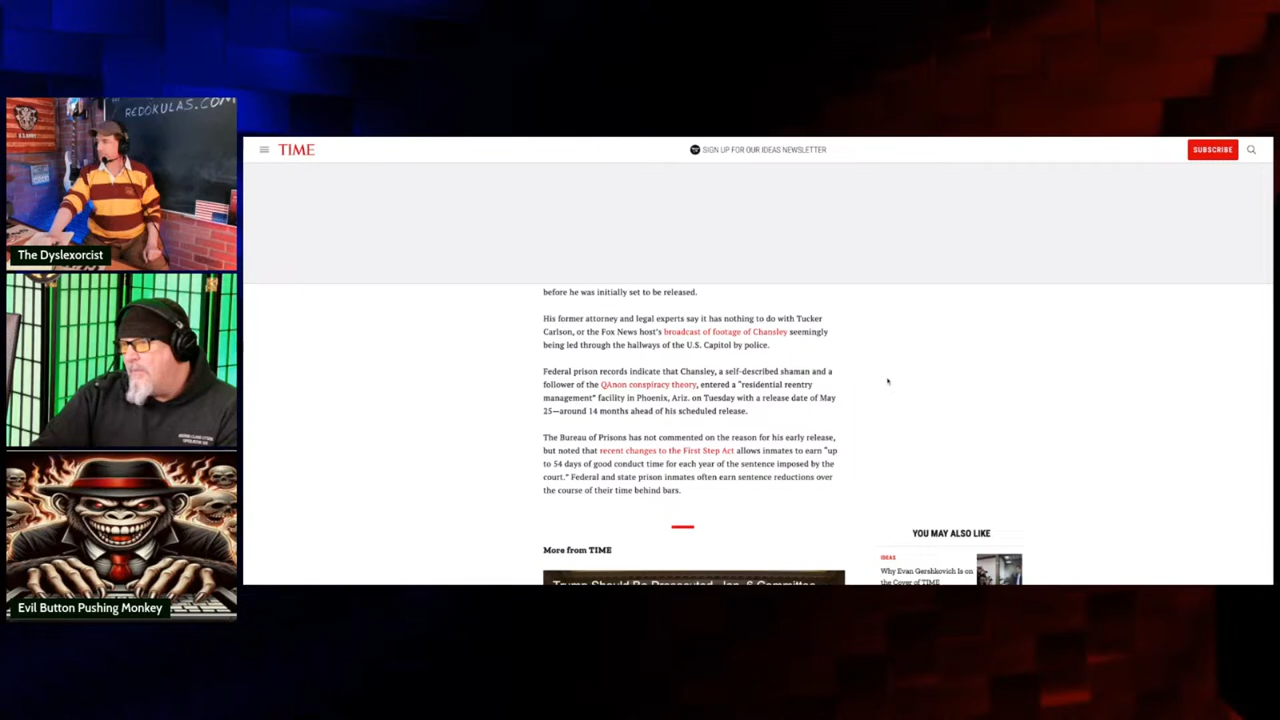 REDOKULAS.COM
The Dyslexorcist
Evil Button Pushing Monkey
TIME
SIGN UP FOR OUR IDEAS NEWSLETTER
SUBSCRIBE
before he was initially set to be released.
His former attorney and legal experts say it has nothing to do with Tucker
Carlson, or the Fox News host's broadcast of footage of Chansley seemingly
being led through the hallways of the U.S. Capitol by police.
Federal prison records indicate that Chansley, a self-described shaman and a
follower of the QAnon conspiracy theory, entered a "residential reentry
management" facility in Phoenix, Ariz. on Tuesday with a release date of May
25—around 14 months ahead of his scheduled release.
The Bureau of Prisons has not commented on the reason for his early release,
but noted that recent changes to the First Step Act allows inmates to earn "up
to 54 days of good conduct time for each year of the sentence imposed by the
court." Federal and state prison inmates often earn sentence reductions over
the course of their time behind bars.
More from TIME
Trump Should Be Prosecuted, Jan. 6 Committee
YOU MAY ALSO LIKE
IDEAS
Why Evan Gershkovich Is on
the Cover of TIME